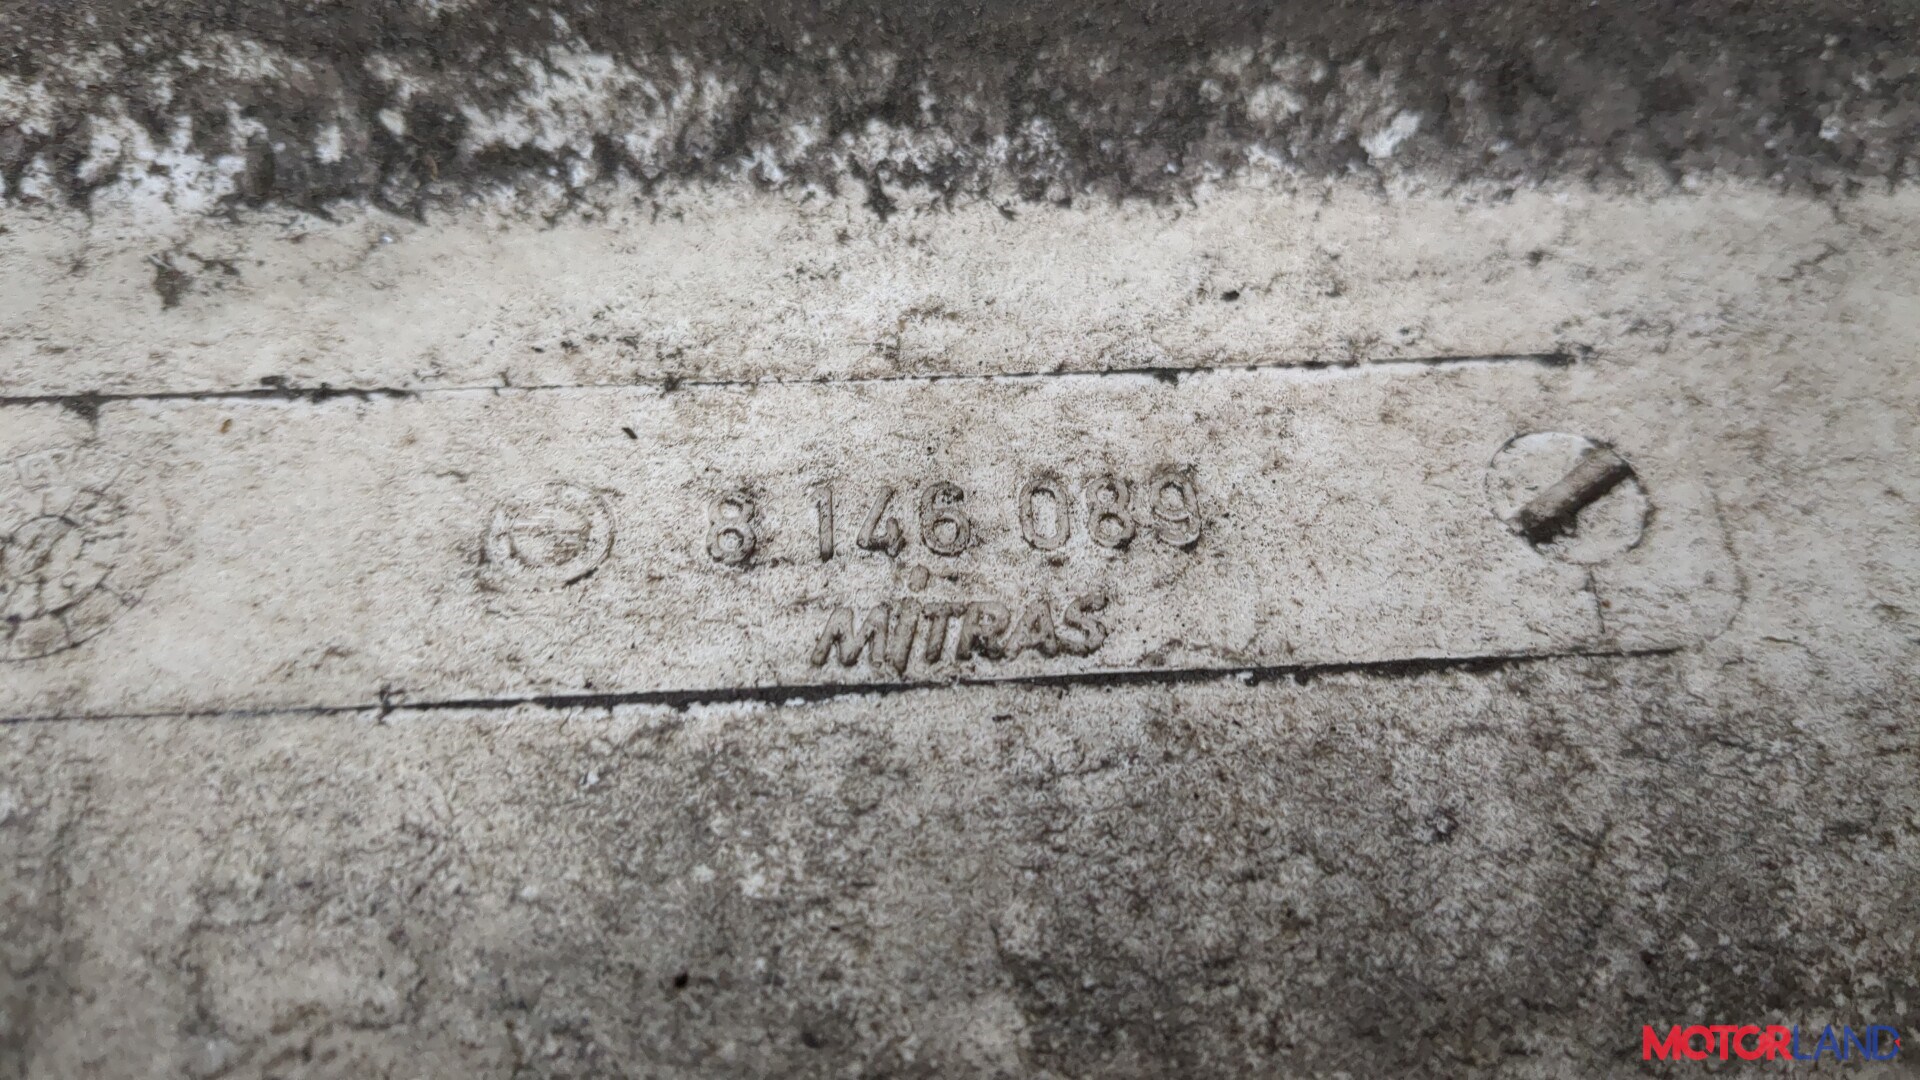 8 146 089
MITRAS
MOTORLAND